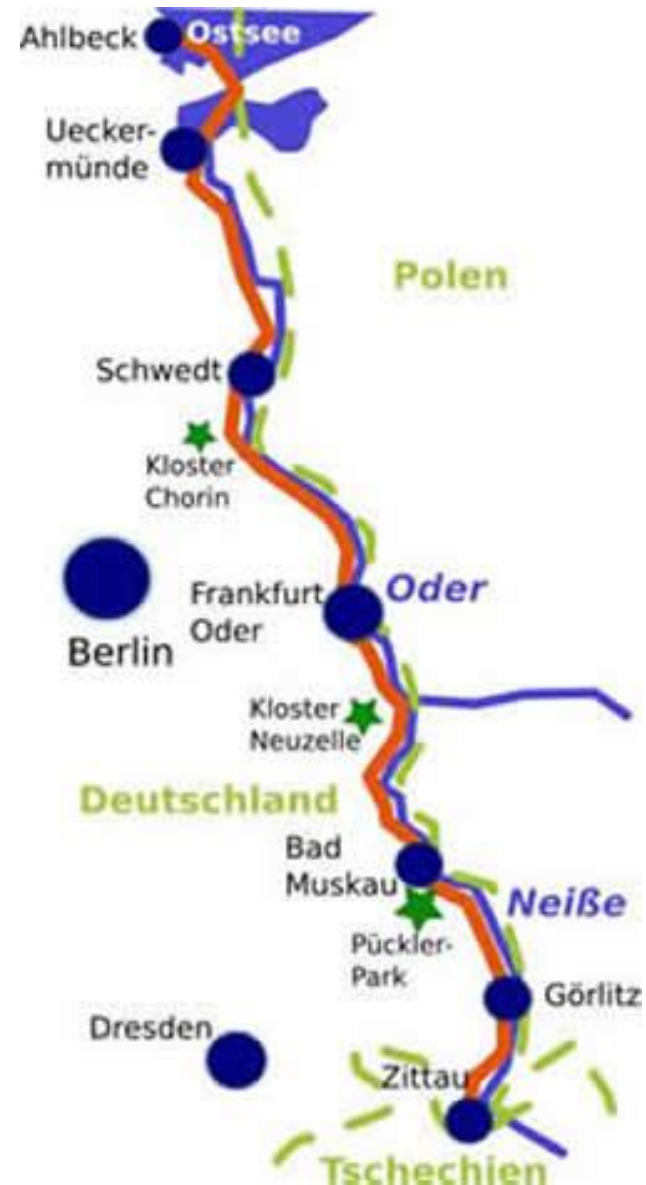 Ahlbeck
Ostsee
Uecker-
münde
Polen
Schwedt
Kloster
Chorin
Berlin
Frankfurt
Oder
Oder
Kloster
Neuzelle
Deutschland
Bad
Muskau
Neiße
Pückler-
Park
Görlitz
Dresden
Zittau
Tschechien